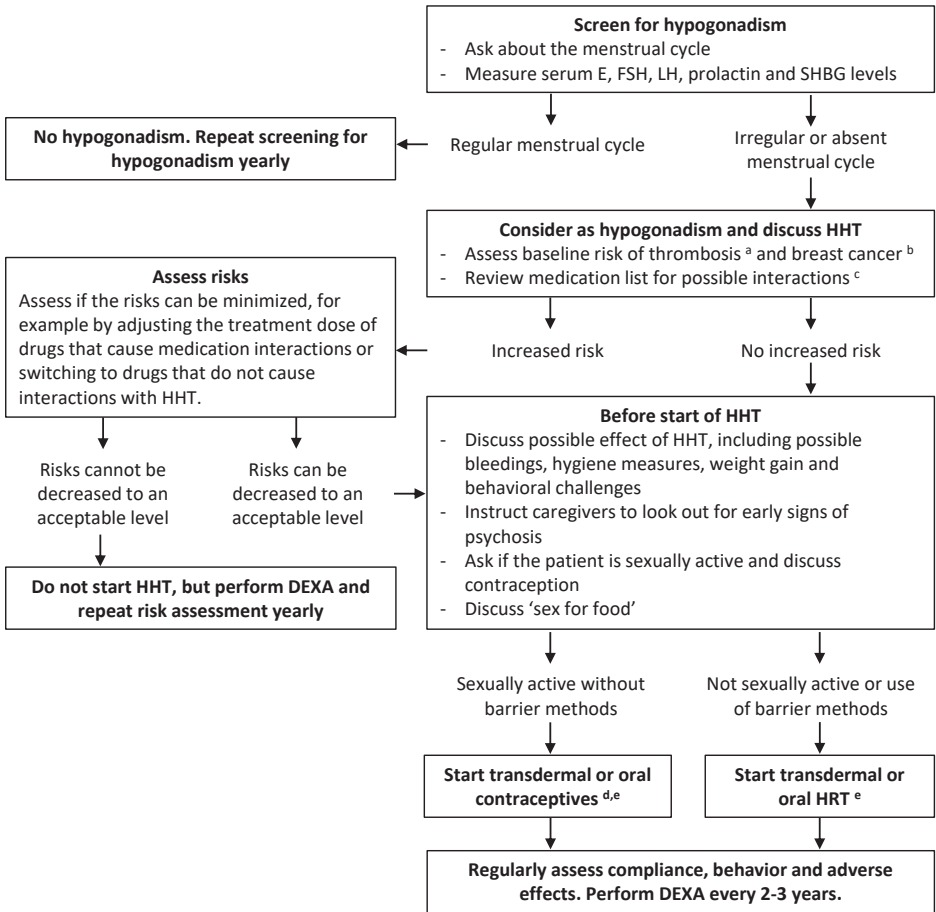 Screen for hypogonadism
- Ask about the menstrual cycle
- Measure serum E, FSH, LH, prolactin and SHBG levels
No hypogonadism. Repeat screening for
hypogonadism yearly
Regular menstrual cycle
Irregular or absent
menstrual cycle
Consider as hypogonadism and discuss HHT
- Assess baseline risk of thrombosis a and breast cancer b
- Review medication list for possible interactions c
Assess risks
Assess if the risks can be minimized, for
example by adjusting the treatment dose of
drugs that cause medication interactions or
switching to drugs that do not cause
interactions with HHT.
Increased risk
No increased risk
Risks cannot be
decreased to an
acceptable level
Risks can be
decreased to an
acceptable level
Do not start HHT, but perform DEXA and
repeat risk assessment yearly
Before start of HHT
- Discuss possible effect of HHT, including possible
bleedings, hygiene measures, weight gain and
behavioral challenges
- Instruct caregivers to look out for early signs of
psychosis
- Ask if the patient is sexually active and discuss
contraception
- Discuss ‘sex for food’
Sexually active without
barrier methods
Not sexually active or use
of barrier methods
Start transdermal or oral
contraceptives d,e
Start transdermal or
oral HRT e
Regularly assess compliance, behavior and adverse
effects. Perform DEXA every 2-3 years.